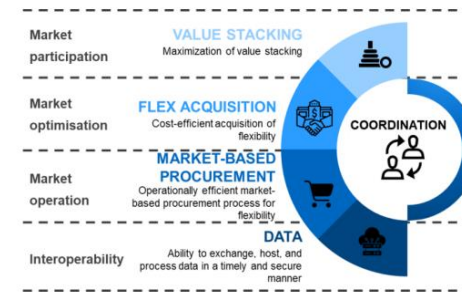 Market
participation
VALUE STACKING
Maximization of value stacking
Market
optimisation
FLEX ACQUISITION
Cost-efficient acquisition of
flexibility
Market
operation
MARKET-BASED
PROCUREMENT
Operationally efficient market-
based procurement process for
flexibility
Interoperability
DATA
Ability to exchange, host, and
process data in a timely and secure
manner
COORDINATION